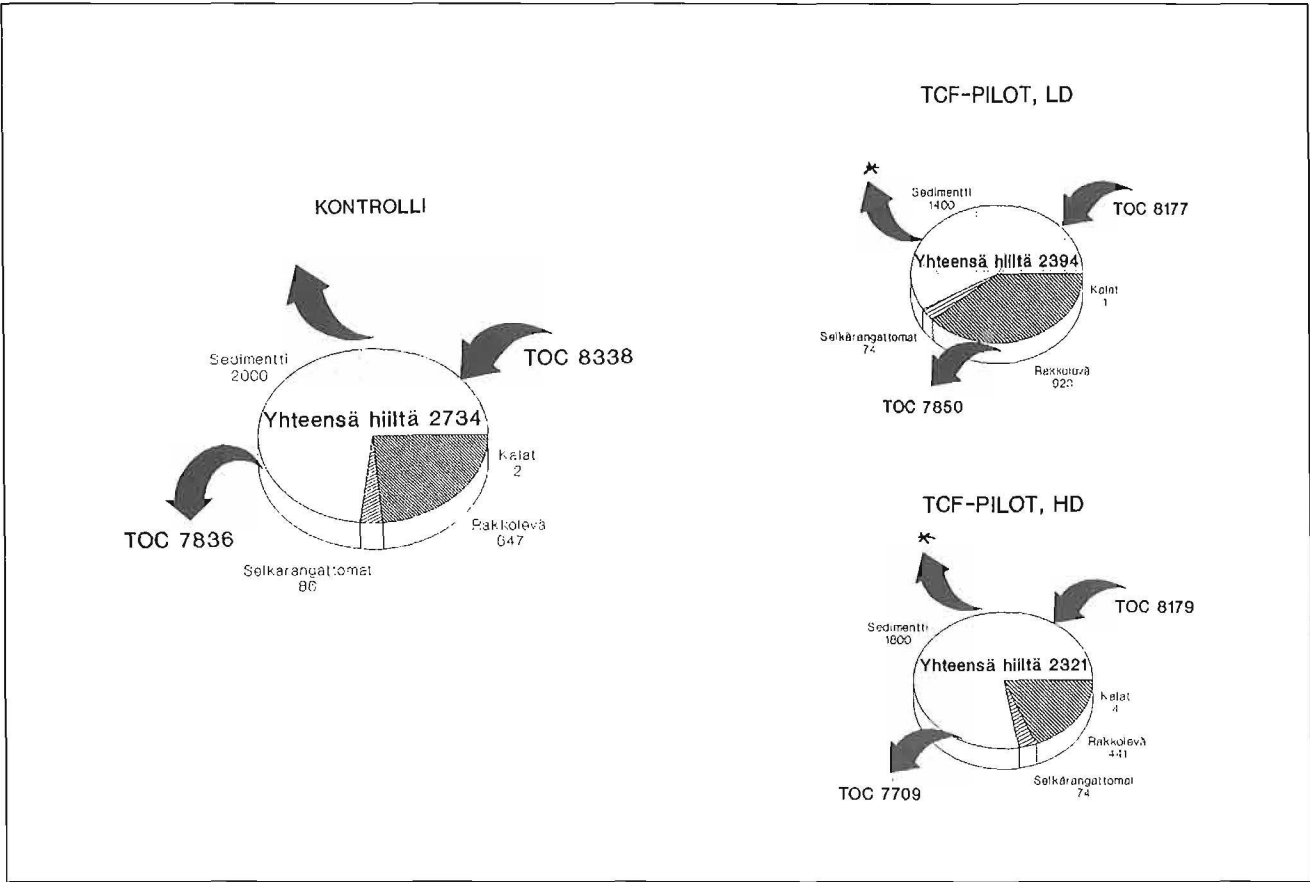 KONTROLLI
Sedimentti
2000
TOC 8338
Yhteensä hiiltä 2734
Kalat
2
Rakkolevä
647
TOC 7836
Selkärangattomat
86
TCF-PILOT, LD
Sedimentti
1400
TOC 8177
Yhteensä hiiltä 2394
Kalat
1
Selkärangattomat
74
Rakkolevä
920
TOC 7850
TCF-PILOT, HD
TOC 8179
Sedimentti
1800
Yhteensä hiiltä 2321
Kalat
4
Rakkolevä
441
TOC 7709
Selkärangattomat
74